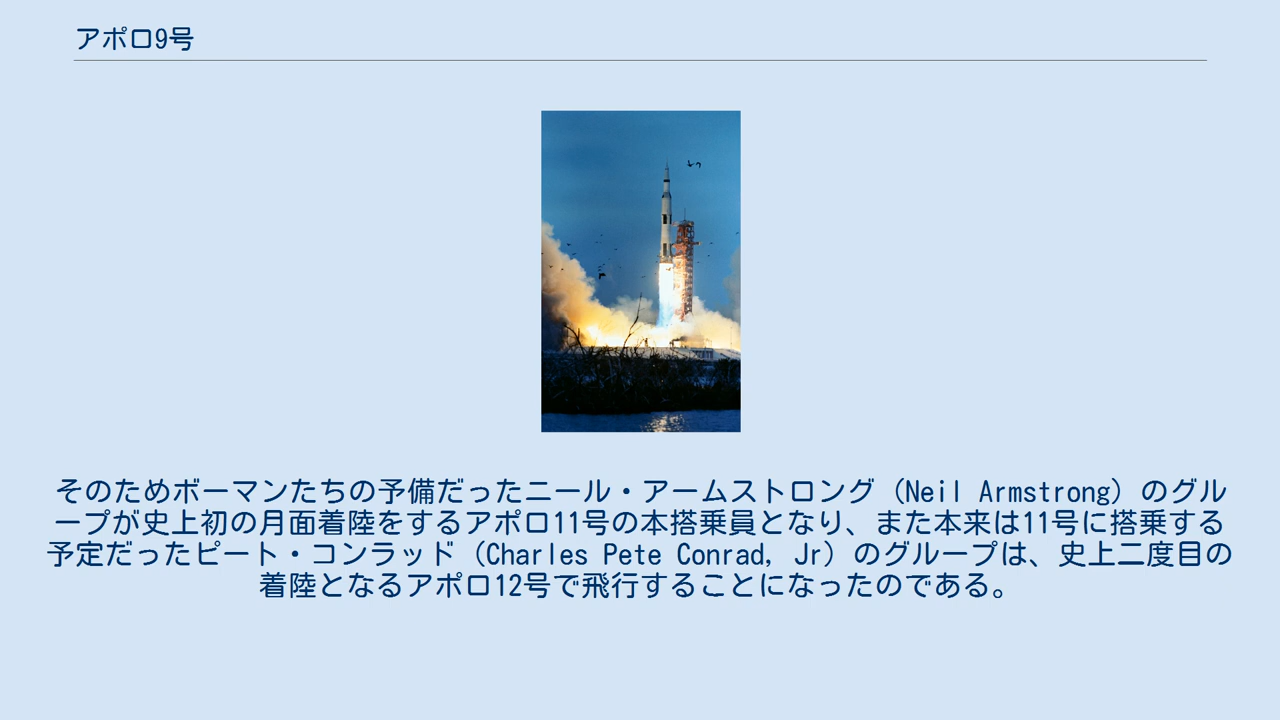 アポロ9号
そのためボーマンたちの予備だったニール・アームストロング（Neil Armstrong）のグル
ープが史上初の月面着陸をするアポロ11号の本搭乗員となり、また本来は11号に搭乗する
予定だったピート・コンラッド（Charles Pete Conrad, Jr）のグループは、史上二度目の
着陸となるアポロ12号で飛行することになったのである。